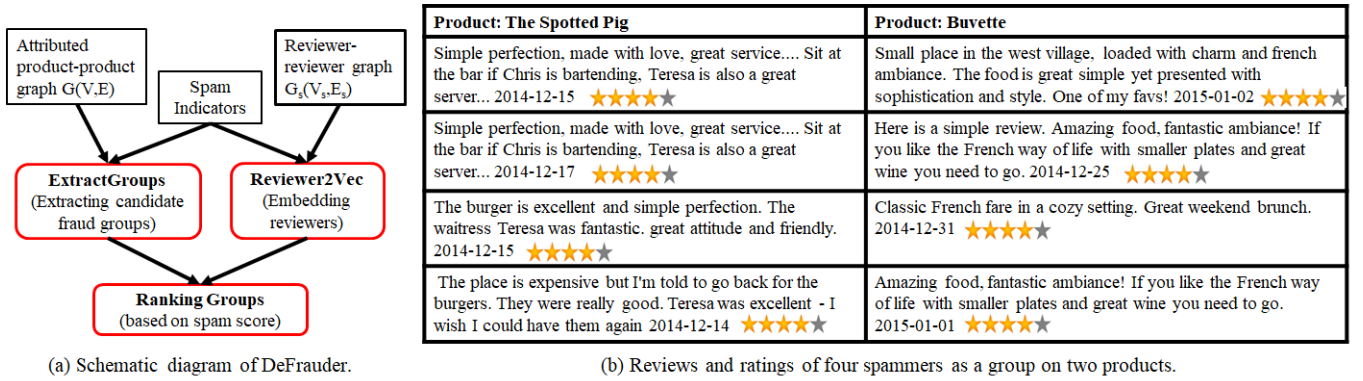 Attributed
product-product
graph G(V,E)
Spam
Indicators
Reviewer-
reviewer graph
Gs(Vs,Es)
ExtractGroups
(Extracting candidate
fraud groups)
Reviewer2Vec
(Embedding
reviewers)
Ranking Groups
(based on spam score)
(a) Schematic diagram of DeFrauder.
Product: The Spotted Pig
Product: Buvette
Simple perfection, made with love, great service.... Sit at
the bar if Chris is bartending, Teresa is also a great
server... 2014-12-15
Small place in the west village, loaded with charm and french
ambiance. The food is great simple yet presented with
sophistication and style. One of my favs! 2015-01-02
Simple perfection, made with love, great service.... Sit at
the bar if Chris is bartending, Teresa is also a great
server... 2014-12-17
Here is a simple review. Amazing food, fantastic ambiance! If
you like the French way of life with smaller plates and great
wine you need to go. 2014-12-25
The burger is excellent and simple perfection. The
waitress Teresa was fantastic. great attitude and friendly.
2014-12-15
Classic French fare in a cozy setting. Great weekend brunch.
2014-12-31
The place is expensive but I'm told to go back for the
burgers. They were really good. Teresa was excellent - I
wish I could have them again 2014-12-14
Amazing food, fantastic ambiance! If you like the French way
of life with smaller plates and great wine you need to go.
2015-01-01
(b) Reviews and ratings of four spammers as a group on two products.